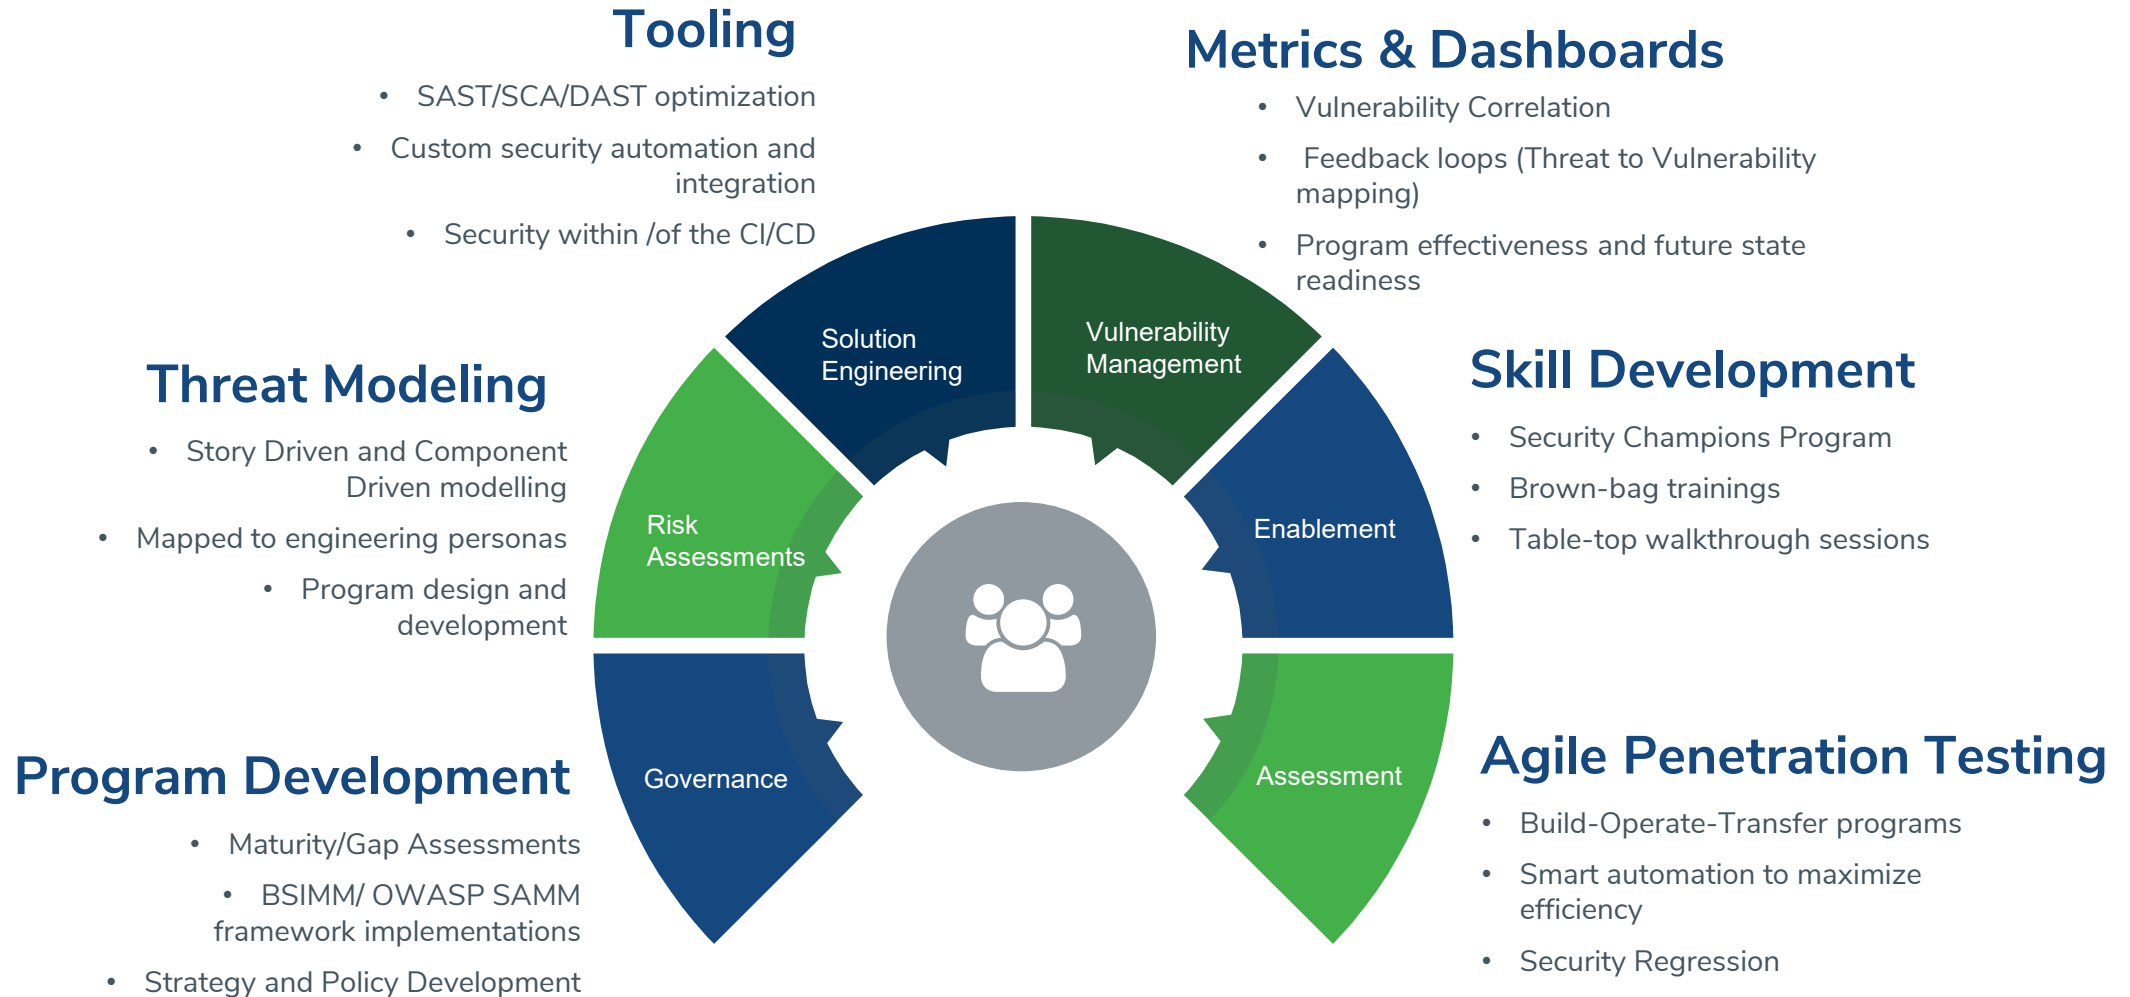 Tooling
• SAST/SCA/DAST optimization
• Custom security automation and
integration
• Security within /of the CI/CD
Metrics & Dashboards
• Vulnerability Correlation
• Feedback loops (Threat to Vulnerability
mapping)
• Program effectiveness and future state
readiness
Threat Modeling
• Story Driven and Component
Driven modelling
• Mapped to engineering personas
• Program design and
development
Solution
Engineering
Vulnerability
Management
Risk
Assessments
Enablement
Governance
Assessment
Skill Development
• Security Champions Program
• Brown-bag trainings
• Table-top walkthrough sessions
Program Development
• Maturity/Gap Assessments
• BSIMM/ OWASP SAMM
framework implementations
• Strategy and Policy Development
Agile Penetration Testing
• Build-Operate-Transfer programs
• Smart automation to maximize
efficiency
• Security Regression